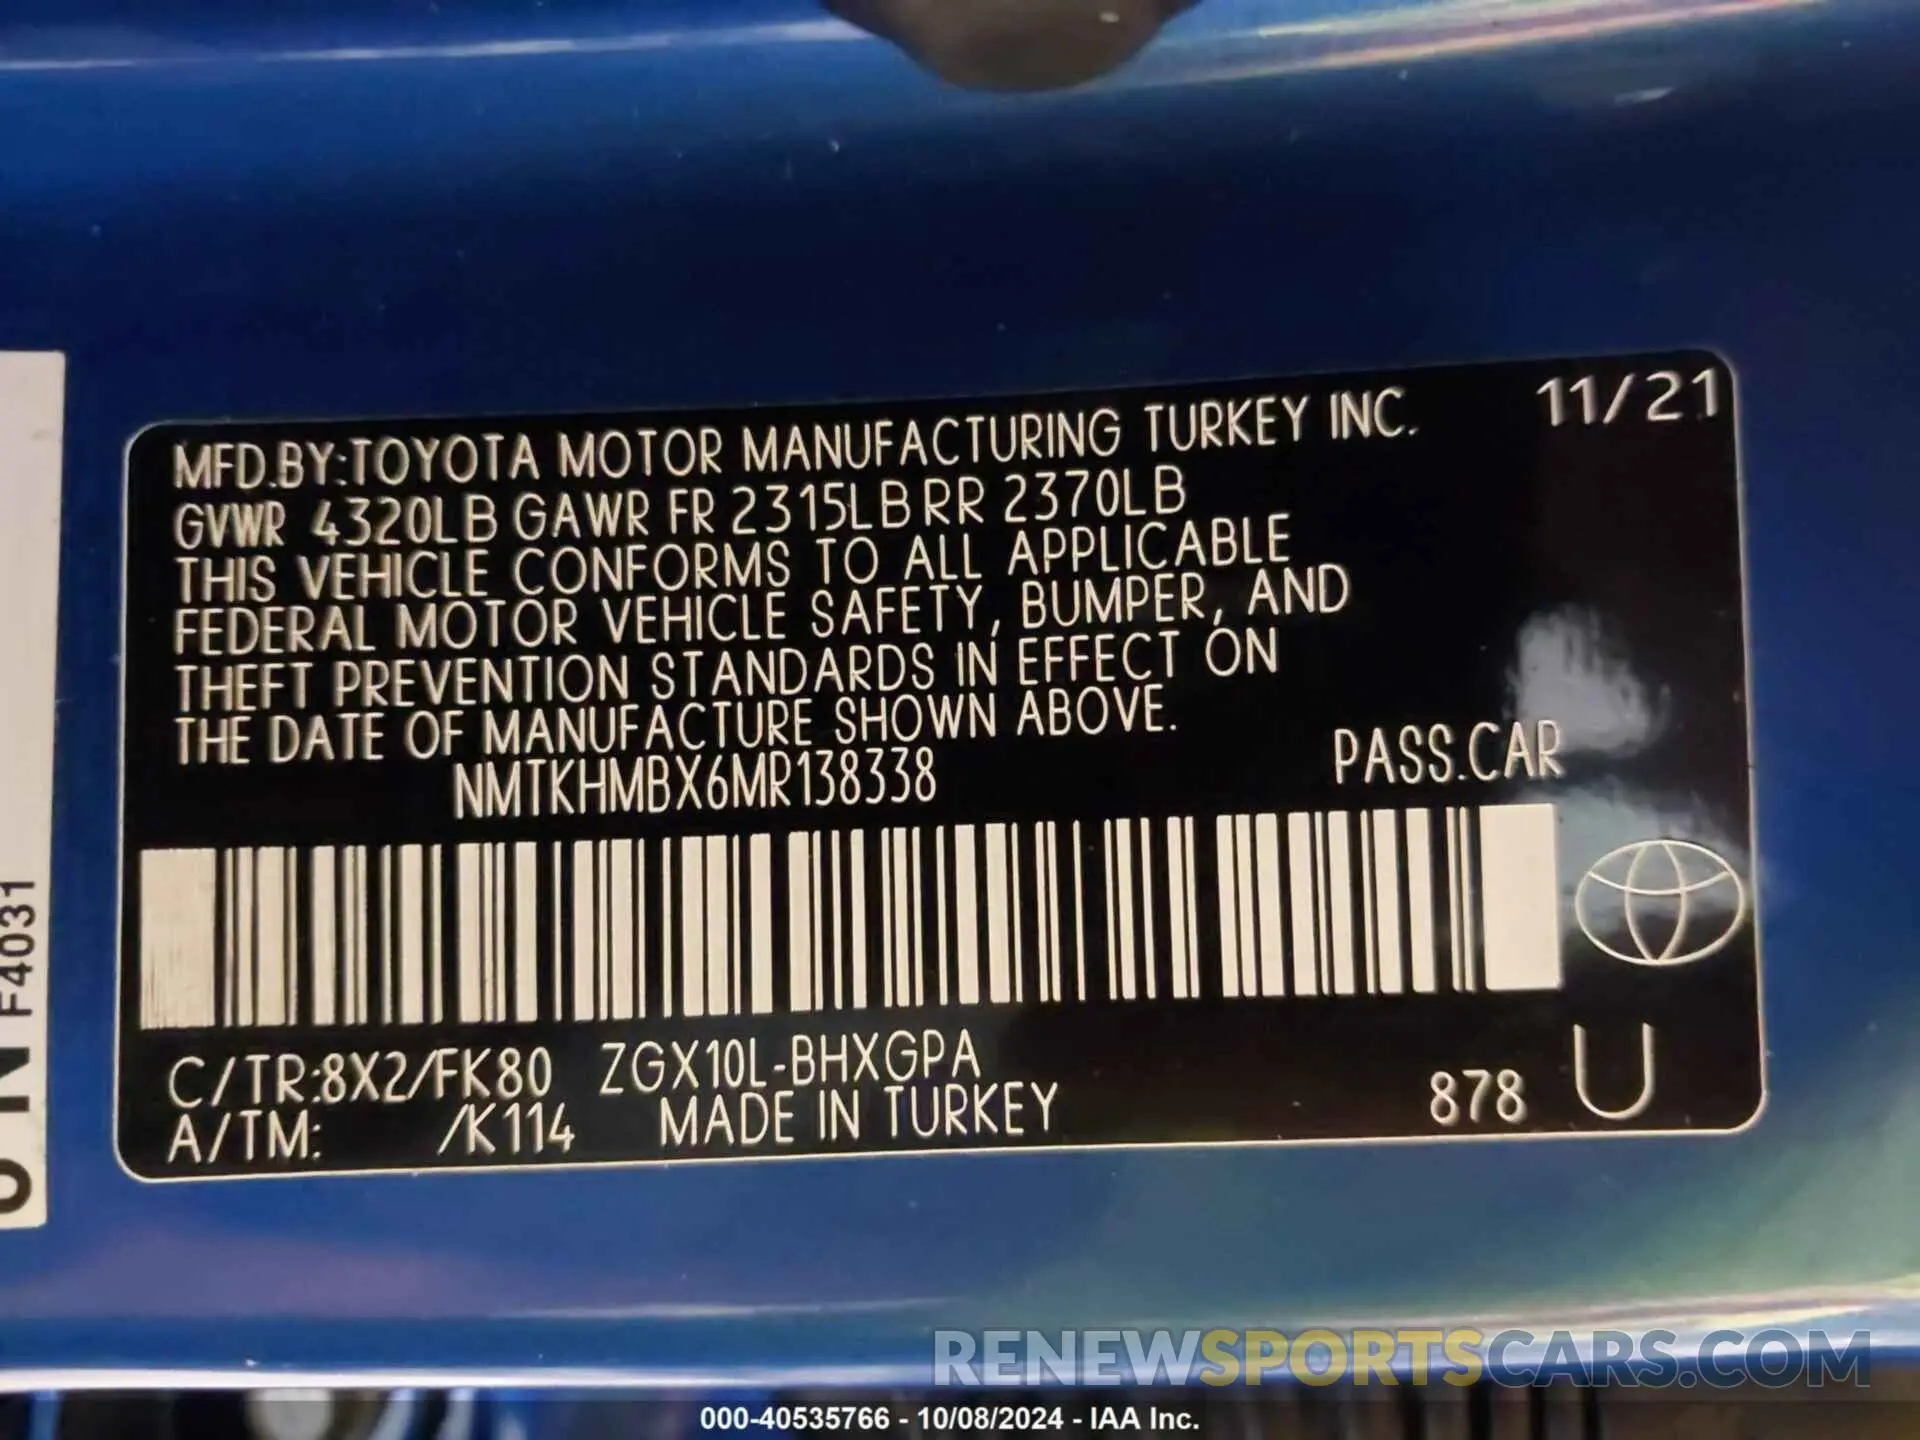 11/21
MFD.BY:TOYOTA MOTOR MANUFACTURING TURKEY INC.
GVWR 4320LB GAWR FR 2315LB RR 2370LB
THIS VEHICLE CONFORMS TO ALL APPLICABLE
FEDERAL MOTOR VEHICLE SAFETY, BUMPER, AND
THEFT PREVENTION STANDARDS IN EFFECT ON
THE DATE OF MANUFACTURE SHOWN ABOVE.
NMTKHMBX6MR138338 PASS.CAR
C/TR:8X2/FK80 ZGX10L-BHXGPA
A/TM: /K114 MADE IN TURKEY 878 U
F4031
RENEWSPORTSCARS.COM
000-40535766 - 10/08/2024 - IAA Inc.